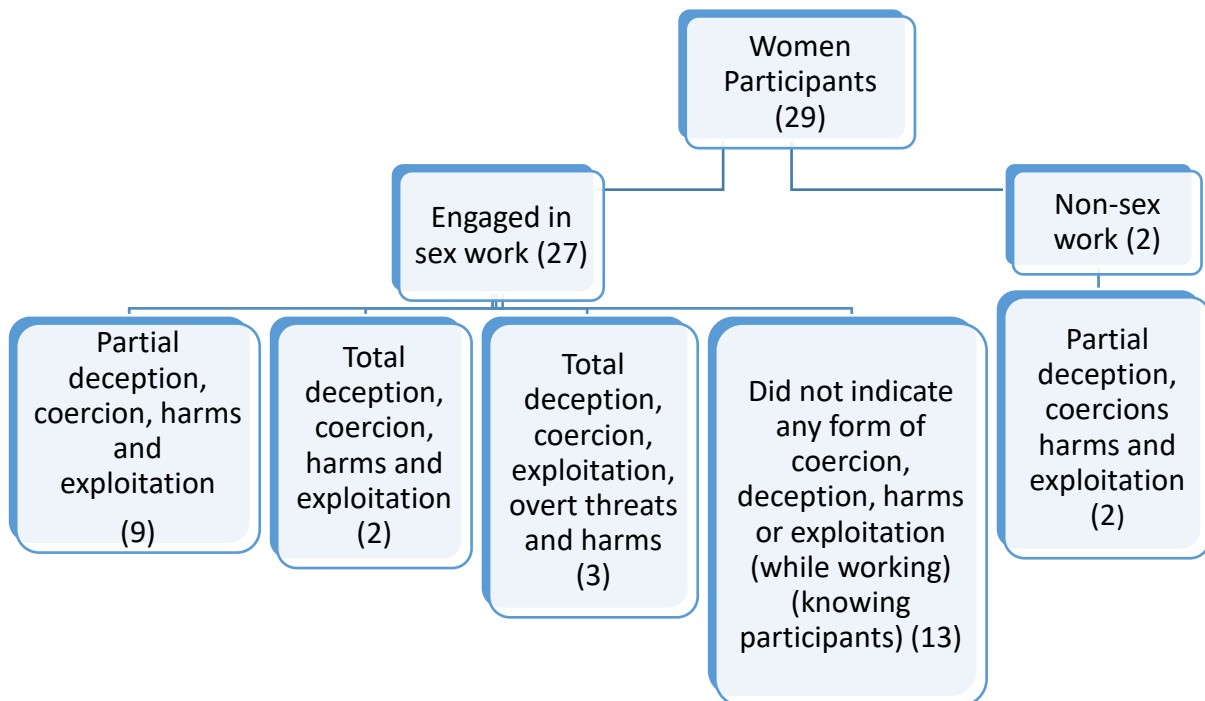 Women
Participants
(29)
Engaged in
sex work (27)
Non-sex
work (2)
Partial
deception,
coercion, harms
and
exploitation
(9)
Total
deception,
coercion,
harms and
exploitation
(2)
Total
deception,
coercion,
exploitation,
overt threats
and harms
(3)
Did not indicate
any form of
coercion,
deception, harms
or exploitation
(while working)
(knowing
participants) (13)
Partial
deception,
coercions
harms and
exploitation
(2)